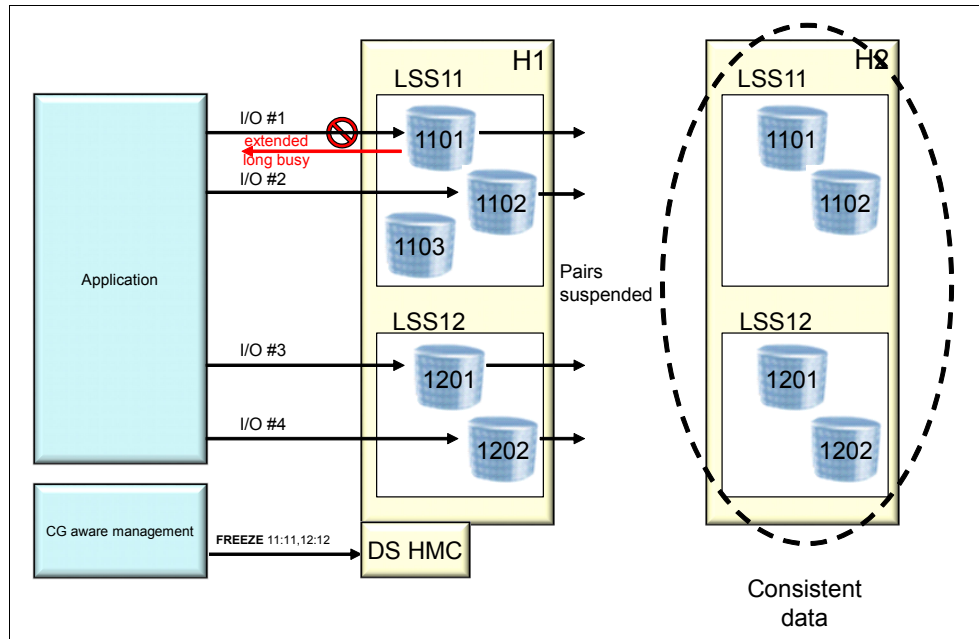 H1
H2
LSS11
LSS11
I/O #1
extended
long busy
1101
1101
I/O #2
1102
1102
1103
Application
Pairs
suspended
LSS12
LSS12
I/O #3
1201
1201
I/O #4
1202
1202
CG aware management
FREEZE 11:11,12:12
DS HMC
Consistent
data